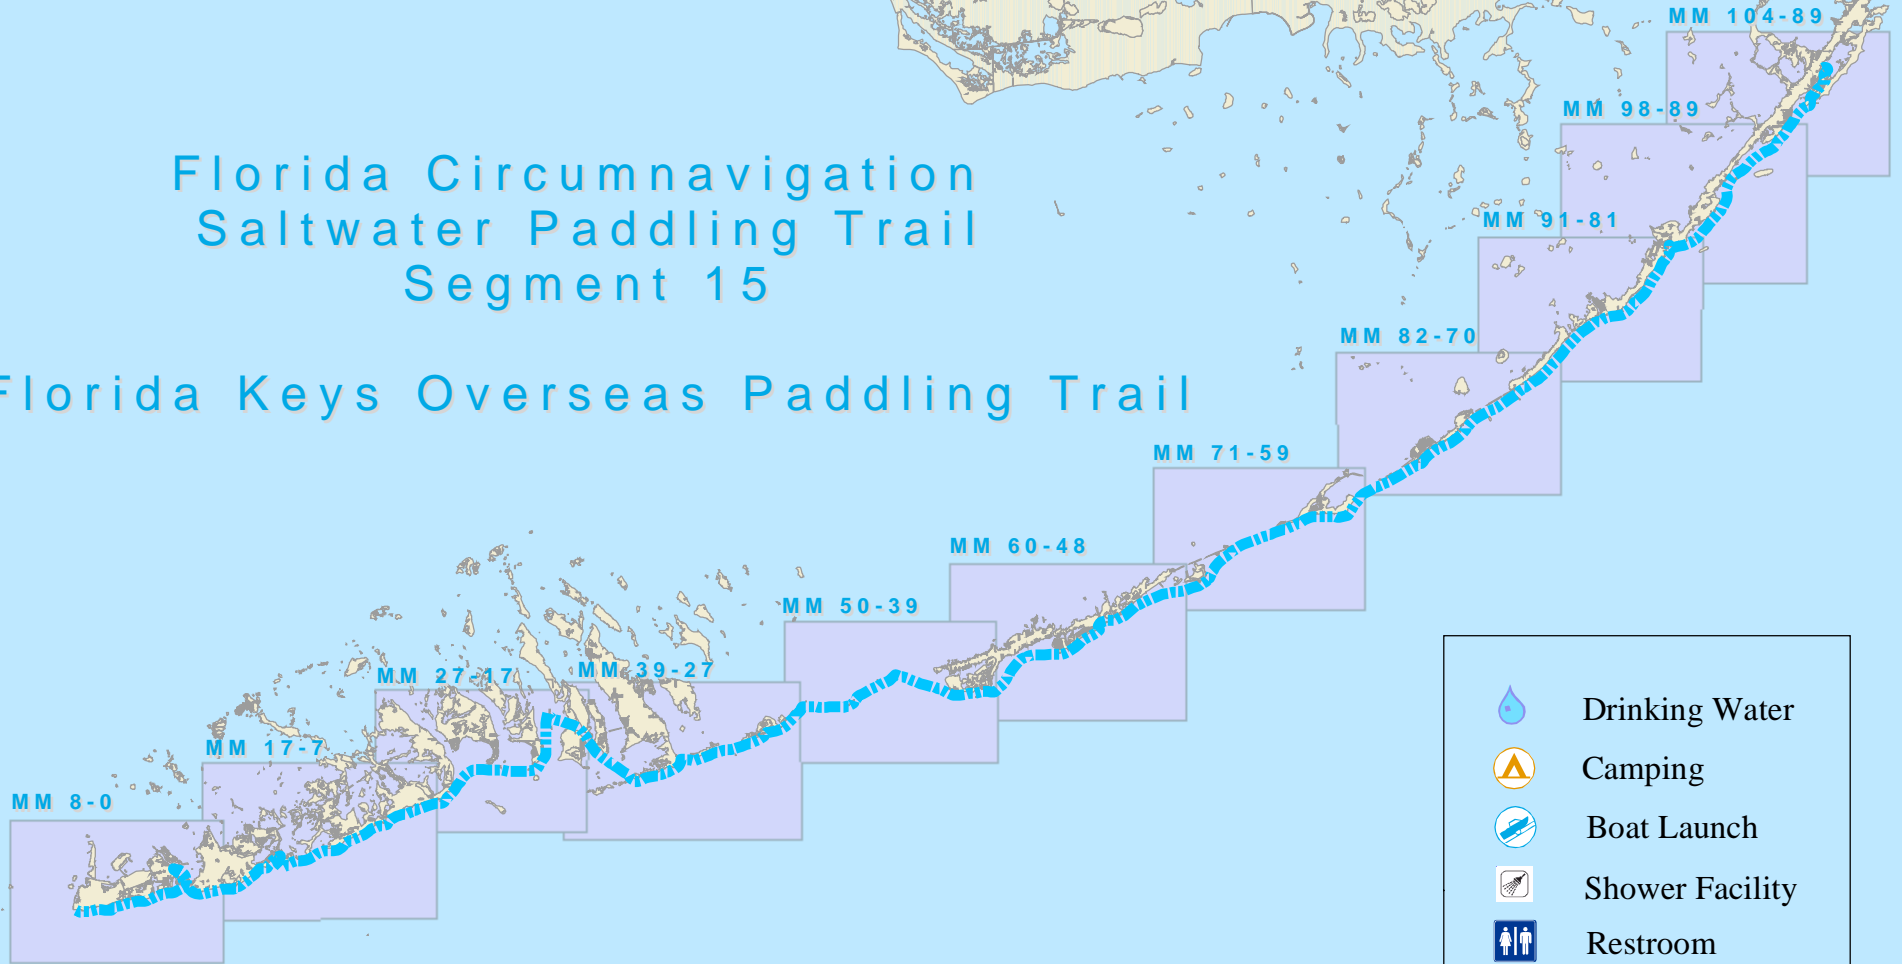 MM 104-89
MM 98-89
Florida Circumnavigation
Saltwater Paddling Trail
Segment 15
MM 91-81
MM 82-70
Florida Keys Overseas Paddling Trail
MM 71-59
MM 60-48
MM 50-39
MM 39-27
MM 27-17
MM 17-7
MM 8-0
Drinking Water
Camping
Boat Launch
Shower Facility
Restroom